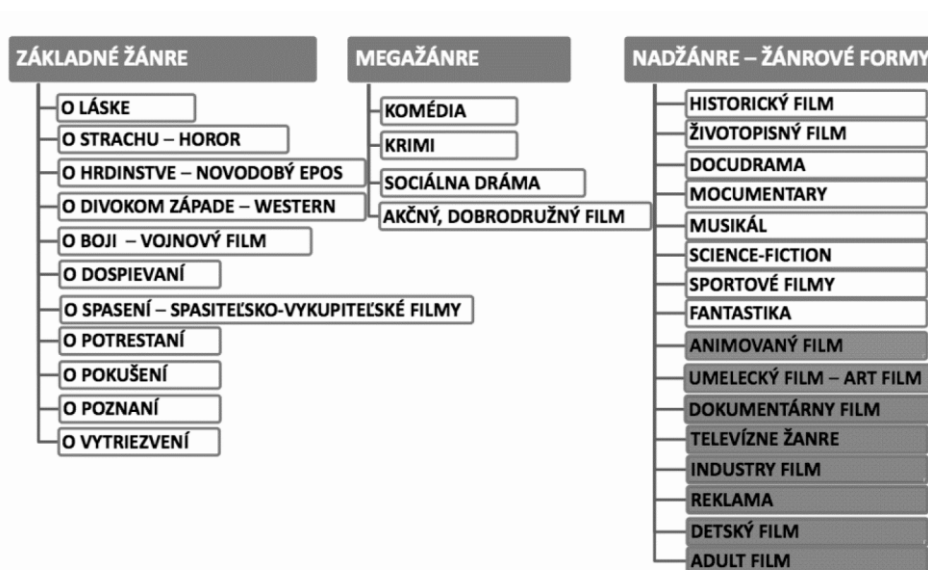 ZÁKLADNÉ ŽÁNRE
O LÁSKE
O STRACHU – HOROR
O HRDINSTVE – NOVODOBÝ EPOS
O DIVOKOM ZÁPADE – WESTERN
O BOJI – VOJNOVÝ FILM
O DOSPIEVANÍ
O SPASENÍ – SPASITEĽSKO-VYKUPITEĽSKÉ FILMY
O POTRESTANÍ
O POKUŠENÍ
O POZNANÍ
O VYTRIEZVENÍ
MEGAŽÁNRE
KOMÉDIA
KRIMI
SOCIÁLNA DRÁMA
AKČNÝ, DOBRODRUŽNÝ FILM
NADŽÁNRE – ŽÁNROVÉ FORMY
HISTORICKÝ FILM
ŽIVOTOPISNÝ FILM
DOCUDRAMA
MOCUMENTARY
MUSIKÁL
SCIENCE-FICTION
SPORTOVÉ FILMY
FANTASTIKA
ANIMOVANÝ FILM
UMELECKÝ FILM – ART FILM
DOKUMENTÁRNY FILM
TELEVÍZNE ŽANRE
INDUSTRY FILM
REKLAMA
DETSKÝ FILM
ADULT FILM